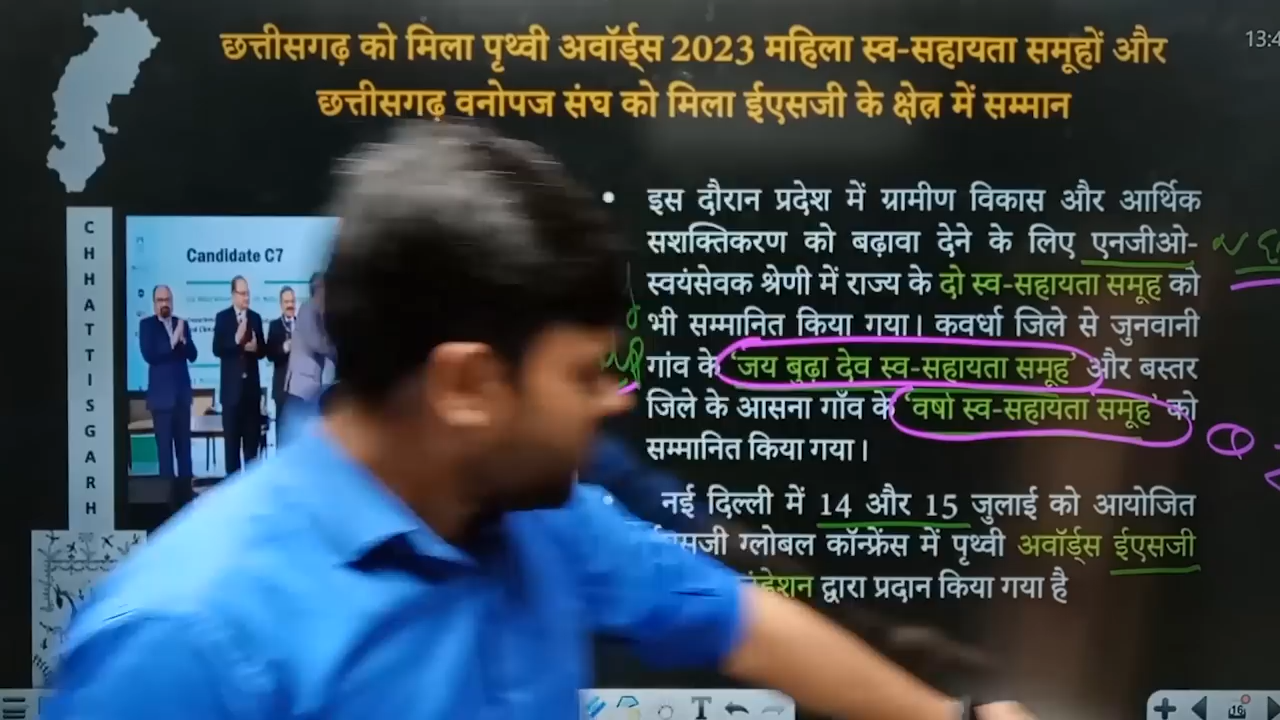 छत्तीसगढ़ को मिला पृथ्वी अवॉर्ड्स 2023 महिला स्व-सहायता समूहों और
छत्तीसगढ़ वनोपज संघ को मिला ईएसजी के क्षेत्र में सम्मान
13:4
CHHATTISGARH
Candidate C7
• इस दौरान प्रदेश में ग्रामीण विकास और आर्थिक
सशक्तिकरण को बढ़ावा देने के लिए एनजीओ-
स्वयंसेवक श्रेणी में राज्य के दो स्व-सहायता समूह को
भी सम्मानित किया गया। कवर्धा जिले से जुनवानी
गांव के 'जय बुढ़ा देव स्व-सहायता समूह' और बस्तर
जिले के आसना गॉव के 'वर्षा स्व-सहायता समूह' को
सम्मानित किया गया।
नई दिल्ली में 14 और 15 जुलाई को आयोजित
ग्लोबल कॉन्फ्रेंस में पृथ्वी अवॉर्ड्स ईएसजी
द्वारा प्रदान किया गया है
T
16